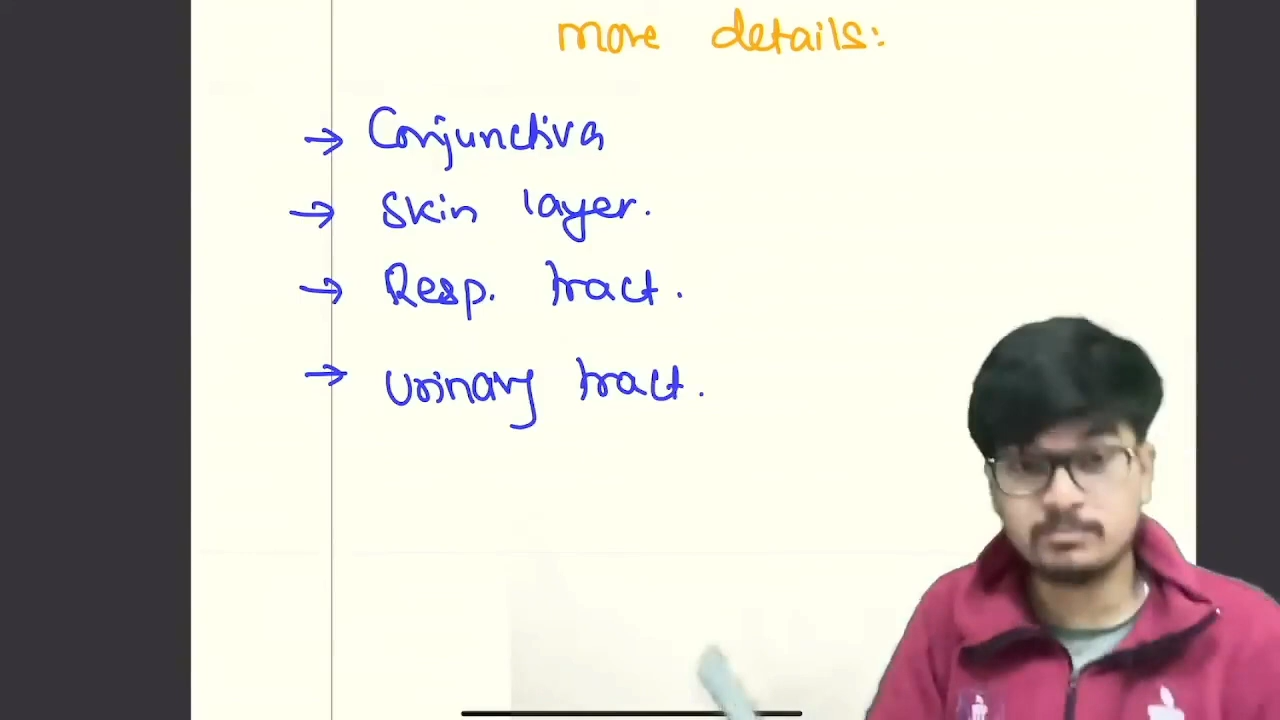 more details:
→ Conjunctiva
→ Skin layer.
→ Resp. tract.
→ Urinary tract.